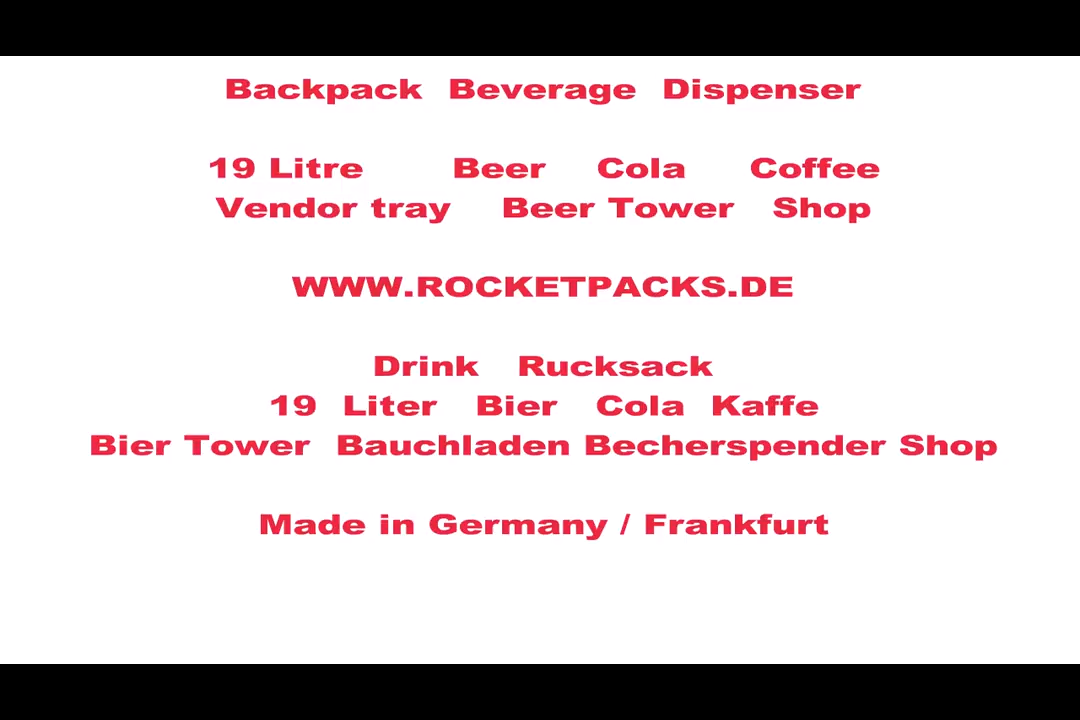 Backpack Beverage Dispenser
19 Litre Beer Cola Coffee
Vendor tray Beer Tower Shop
WWW.ROCKETPACKS.DE
Drink Rucksack
19 Liter Bier Cola Kaffe
Bier Tower Bauchladen Becherspender Shop
Made in Germany / Frankfurt